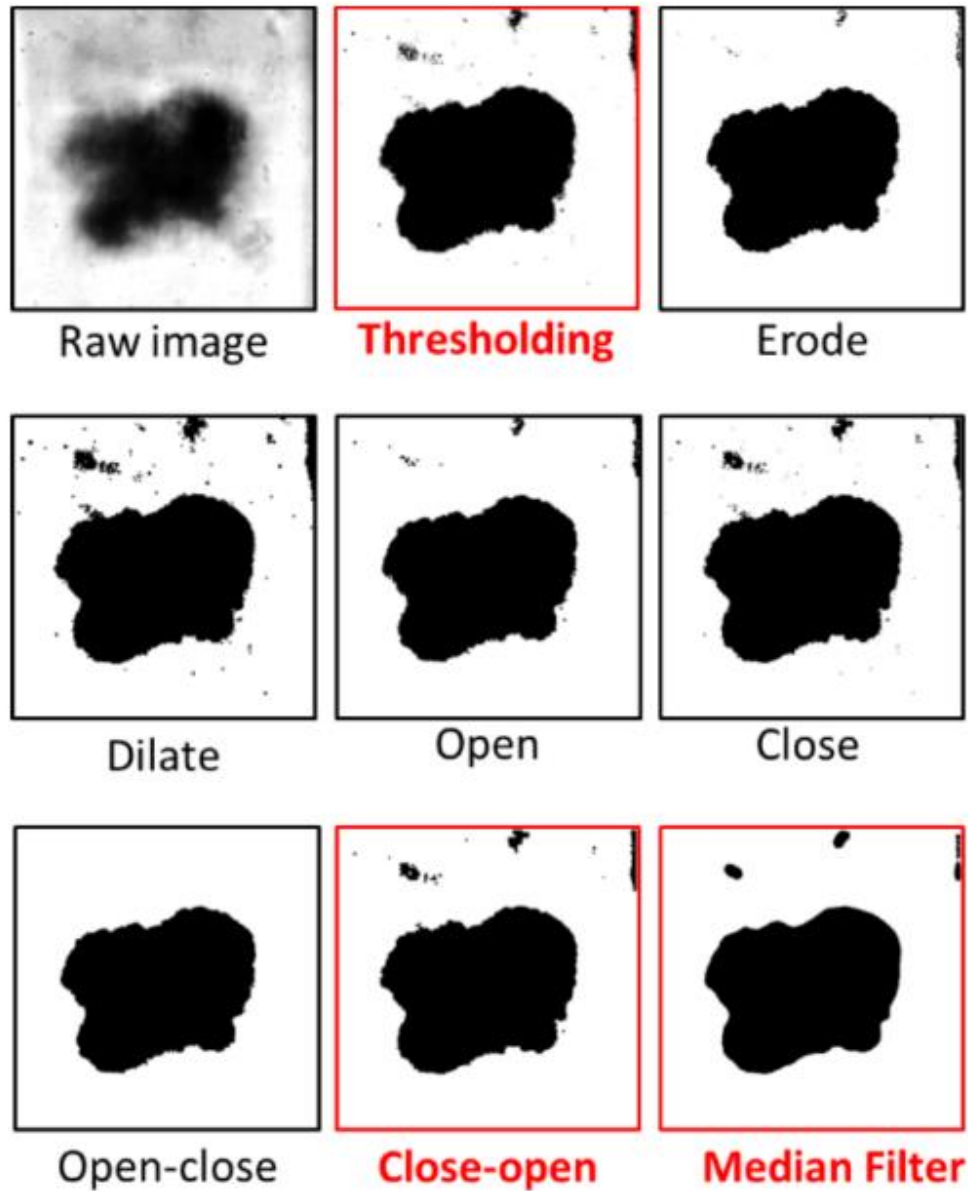 Raw image
Thresholding
Erode
Dilate
Open
Close
Open-close
Close-open
Median Filter